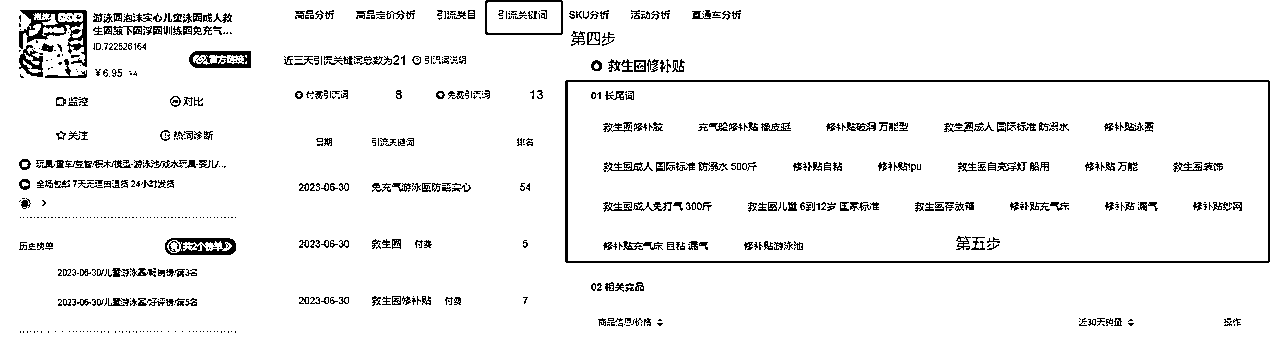 游泳圈泡沫实心儿童泳圈成人救
生圈腋下圈浮圈训练圈免充气...
ID.722526164
￥6.95
监控
对比
关注
热词诊断
玩具/童车/益智/积木/模型-游泳池/戏水玩具-婴儿/...
全场包邮 7天无理由退货 24小时发货
历史榜单
共2个榜单
2023-06-30/儿童游泳圈/畅销榜/第3名
2023-06-30/儿童游泳圈/好评榜/第5名
商品分析 商品定价分析 引流类目 引流关键词 SKU分析 活动分析 直通车分析
第四步
近三天引流关键词总数为21 引流词说明
付费引流词 8 免费引流词 13
日期 引流关键词 排名
2023-06-30 免充气游泳圈防翻实心 54
2023-06-30 救生圈 付费 5
2023-06-30 救生圈修补贴 付费 7
救生圈修补贴
01 长尾词
救生圈修补胶 充气船修补贴 橡皮艇 修补贴破洞 万能型 救生圈成人 国际标准 防溺水 修补贴泳圈
救生圈成人 国际标准 防溺水 500斤 修补贴自粘 修补贴tpu 救生圈自亮浮灯 船用 修补贴 万能 救生圈装饰
救生圈成人免打气 300斤 救生圈儿童 6到12岁 国家标准 救生圈存放箱 修补贴充气床 修补贴 漏气 修补贴纱网
修补贴充气床 自粘 漏气 修补贴游泳池
第五步
02 相关竞品
商品信息/价格 近30天销量 操作